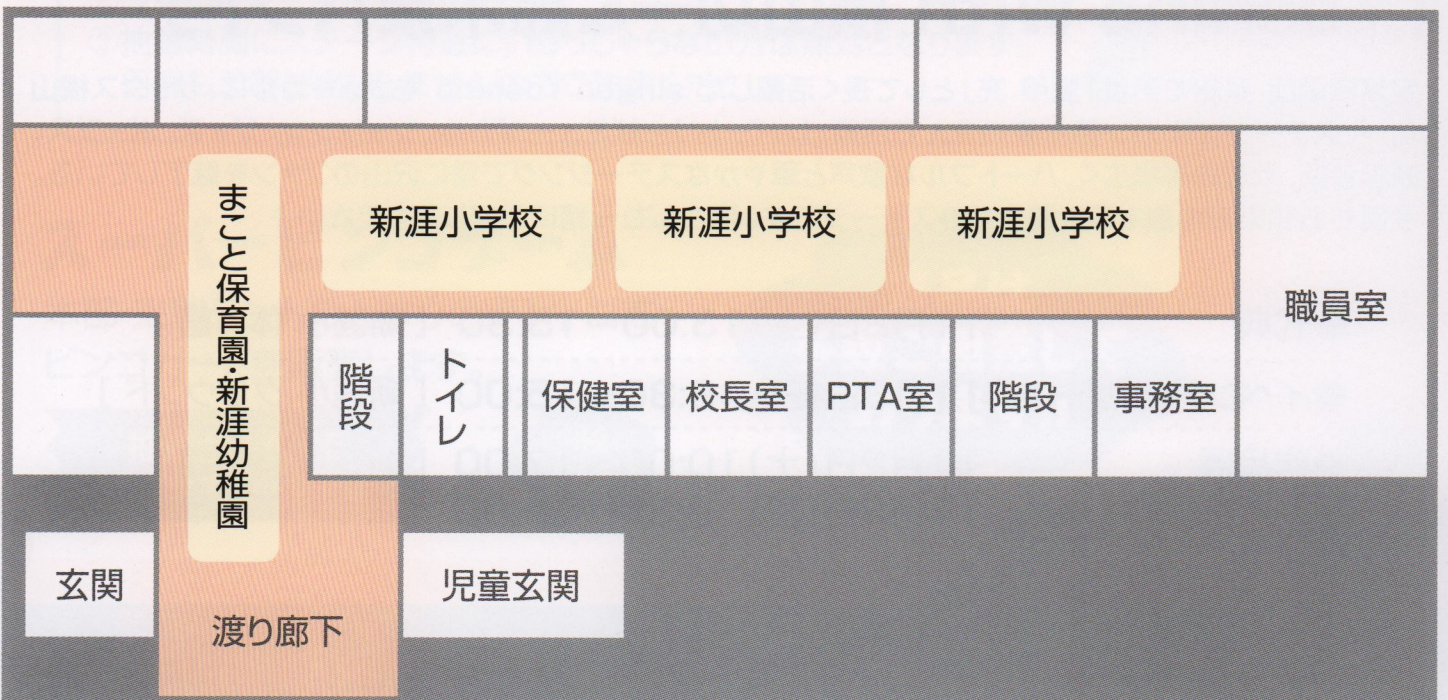 まこと保育園・新涯幼稚園
新涯小学校
新涯小学校
新涯小学校
職員室
階段
トイレ
保健室
校長室
PTA室
階段
事務室
玄関
児童玄関
渡り廊下